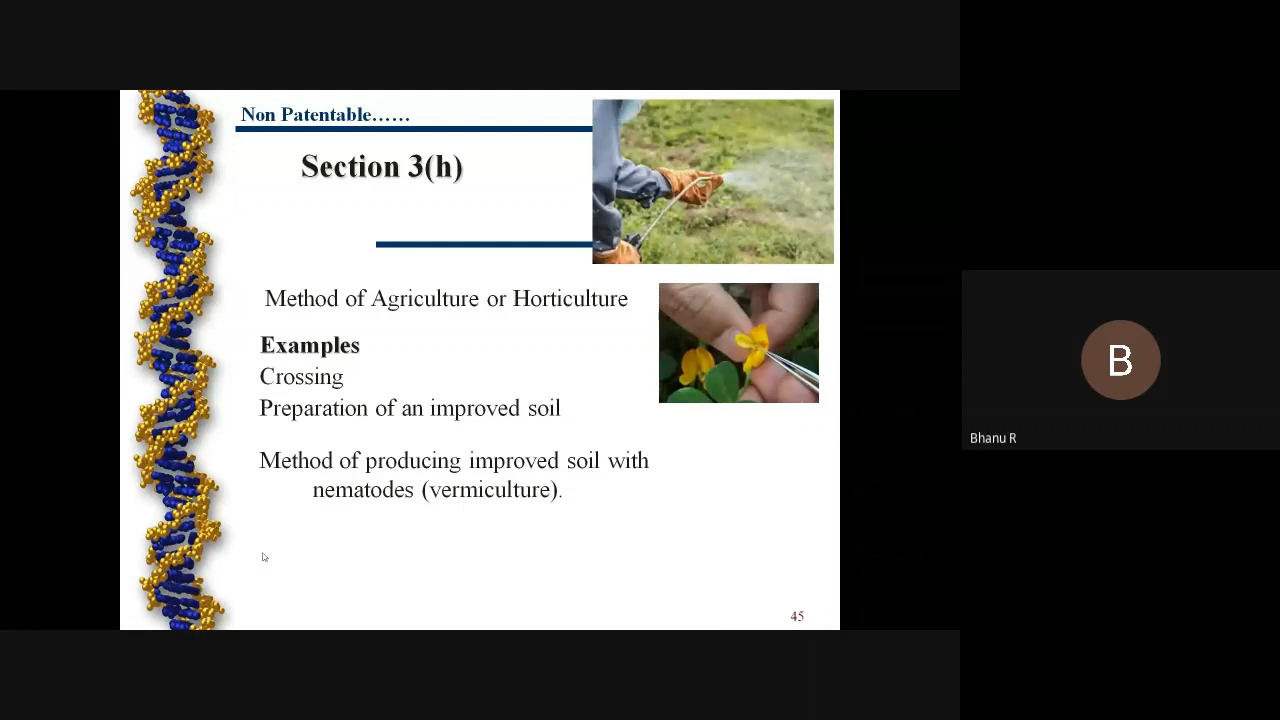 Non Patentable……
Section 3(h)
Method of Agriculture or Horticulture
Examples
Crossing
Preparation of an improved soil
Method of producing improved soil with
nematodes (vermiculture).
45
B
Bhanu R